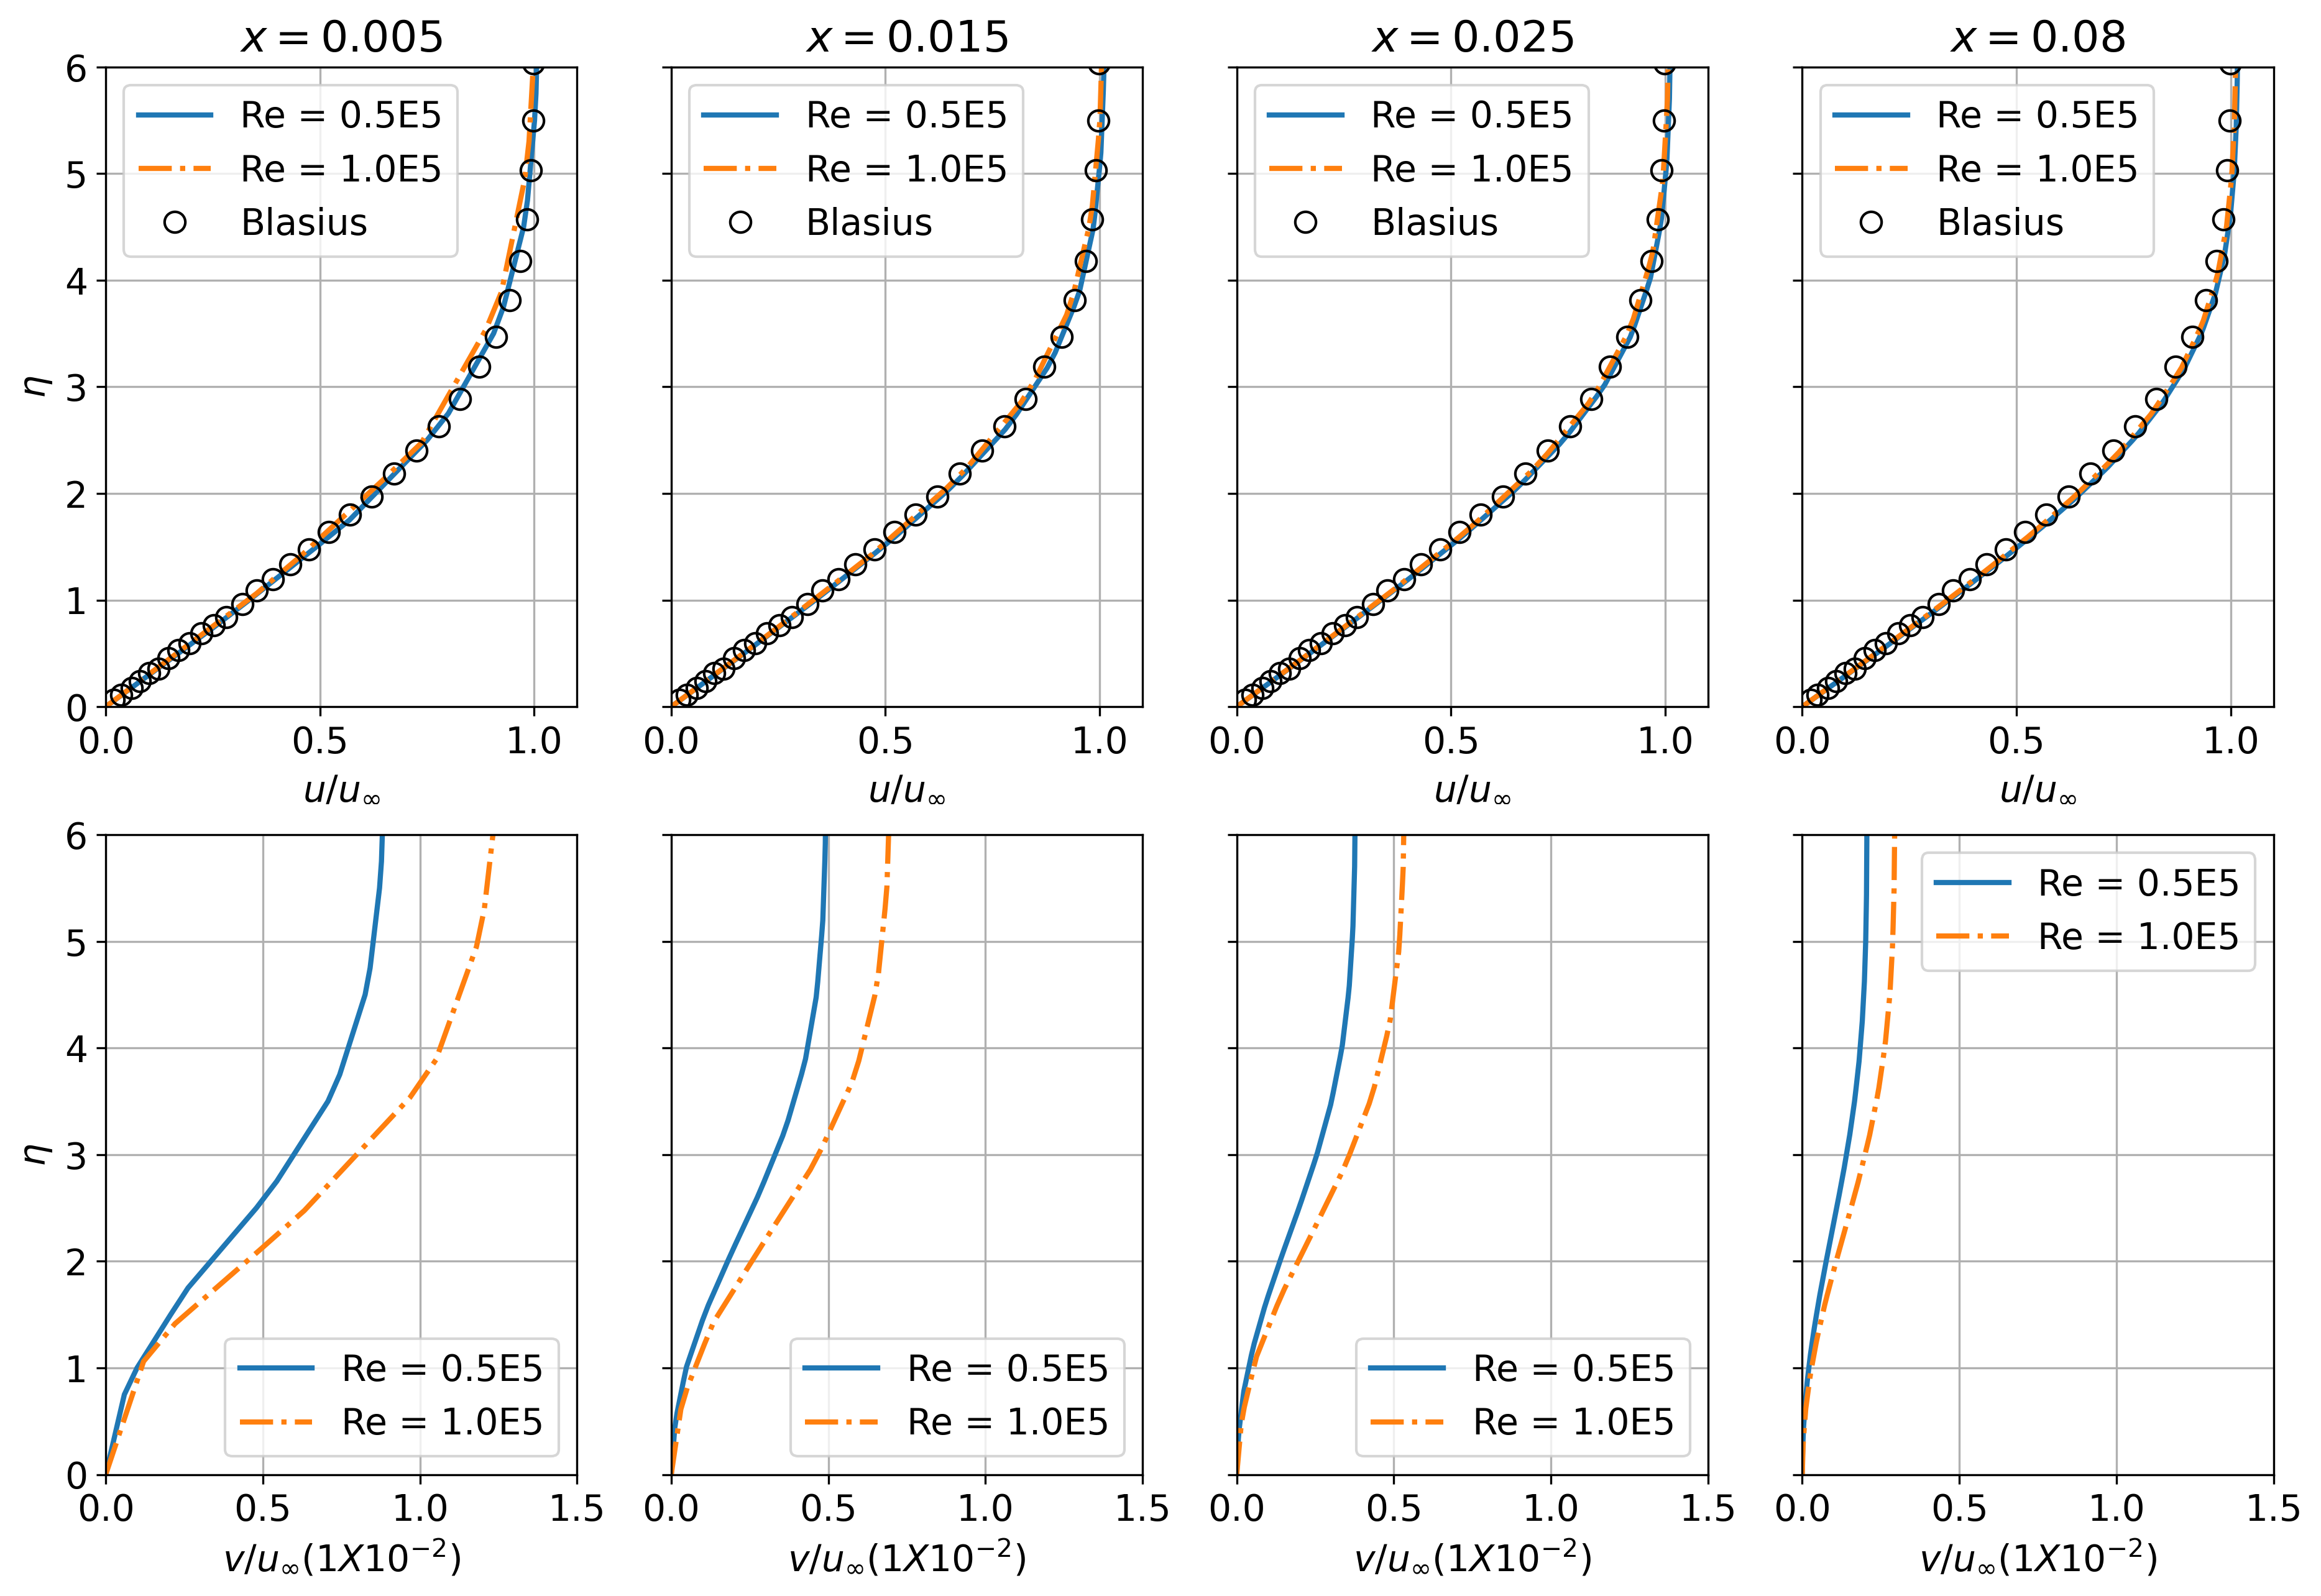 x = 0.005
x = 0.015
x = 0.025
x = 0.08
6
5
4
3
2
1
0
η
Re = 0.5E5
Re = 1.0E5
Blasius
Re = 0.5E5
Re = 1.0E5
Blasius
Re = 0.5E5
Re = 1.0E5
Blasius
Re = 0.5E5
Re = 1.0E5
Blasius
0.0 0.5 1.0
0.0 0.5 1.0
0.0 0.5 1.0
0.0 0.5 1.0
u/u∞
u/u∞
u/u∞
u/u∞
6
5
4
3
2
1
0
η
Re = 0.5E5
Re = 1.0E5
Re = 0.5E5
Re = 1.0E5
Re = 0.5E5
Re = 1.0E5
Re = 0.5E5
Re = 1.0E5
0.0 0.5 1.0 1.5
0.0 0.5 1.0 1.5
0.0 0.5 1.0 1.5
0.0 0.5 1.0 1.5
v/u∞(1X10⁻²)
v/u∞(1X10⁻²)
v/u∞(1X10⁻²)
v/u∞(1X10⁻²)